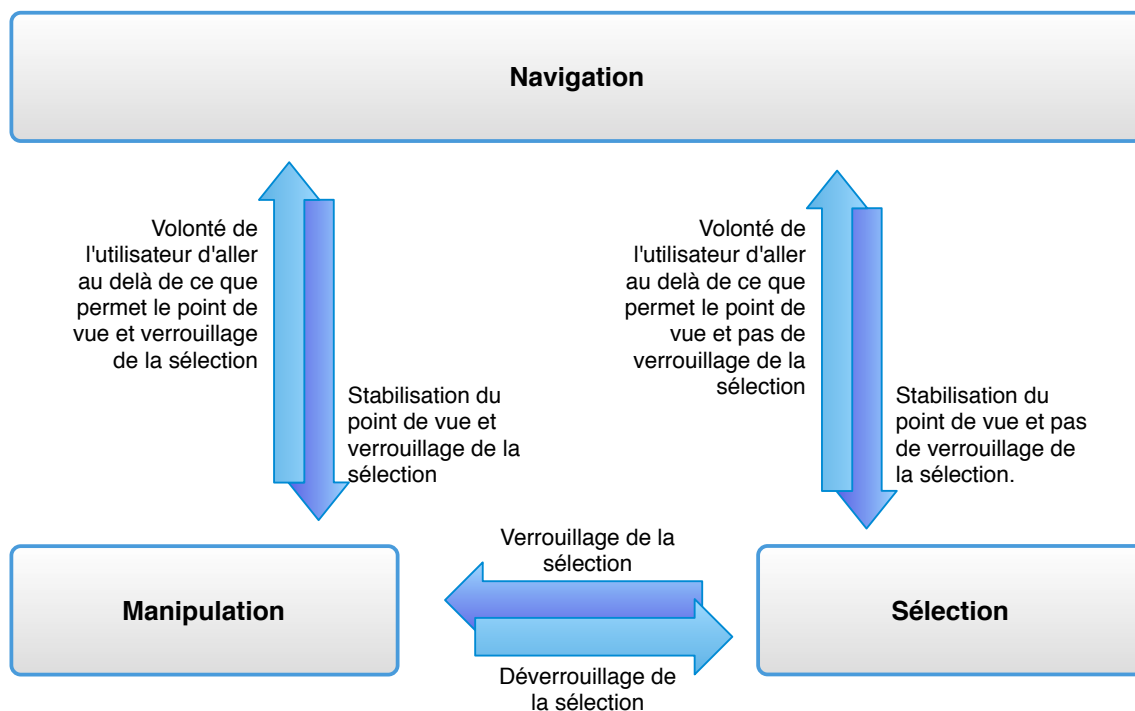 Navigation
Volonté de
l'utilisateur d'aller
au delà de ce que
permet le point de
vue et verrouillage
de la sélection
Stabilisation du
point de vue et
verrouillage de la
sélection
Volonté de
l'utilisateur d'aller
au delà de ce que
permet le point de
vue et pas de
verrouillage de la
sélection
Stabilisation du
point de vue et pas
de verrouillage de
la sélection.
Verrouillage de la
sélection
Manipulation
Sélection
Déverrouillage de
la sélection